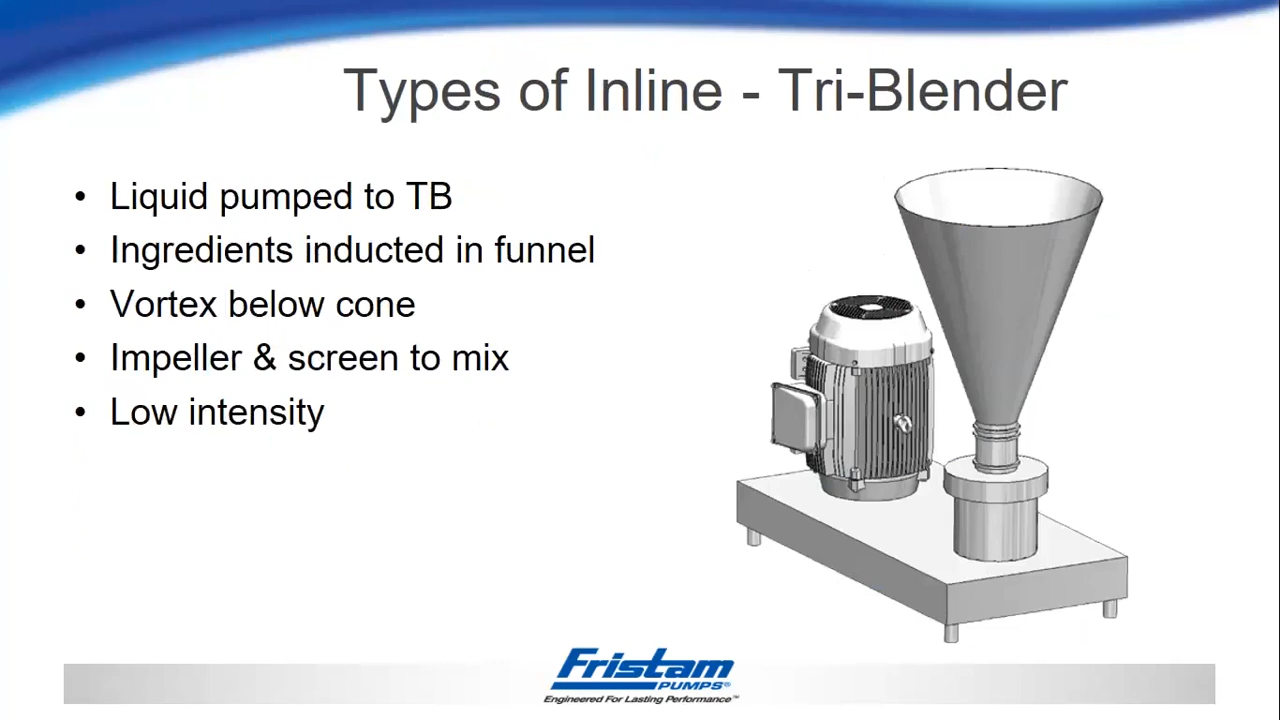 Types of Inline - Tri-Blender
• Liquid pumped to TB
• Ingredients inducted in funnel
• Vortex below cone
• Impeller & screen to mix
• Low intensity
Fristam
PUMPS®
Engineered For Lasting Performance™